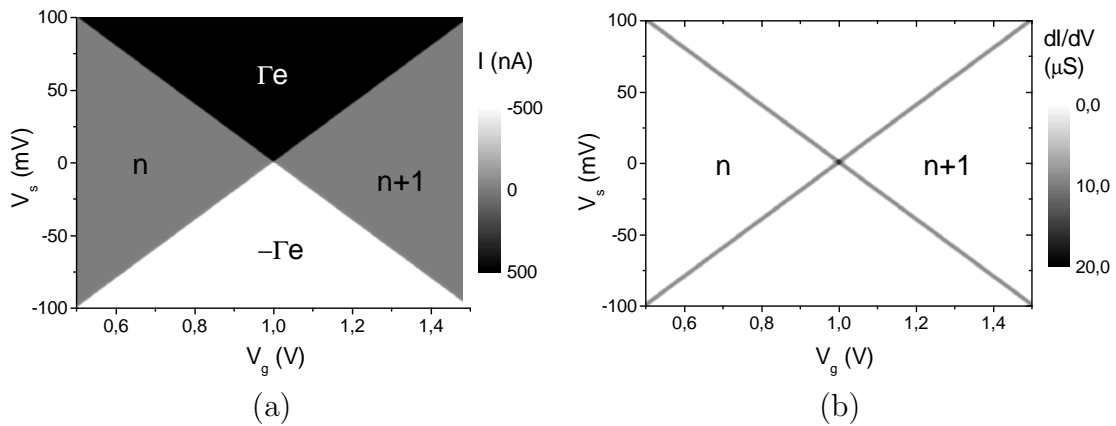 100
50
0
-50
-100
V_s (mV)
0,6 0,8 1,0 1,2 1,4
V_g (V)
Γe
n
n+1
−Γe
I (nA)
-500
0
500
(a)
100
50
0
-50
-100
V_s (mV)
0,6 0,8 1,0 1,2 1,4
V_g (V)
n
n+1
dI/dV
(μS)
0,0
10,0
20,0
(b)